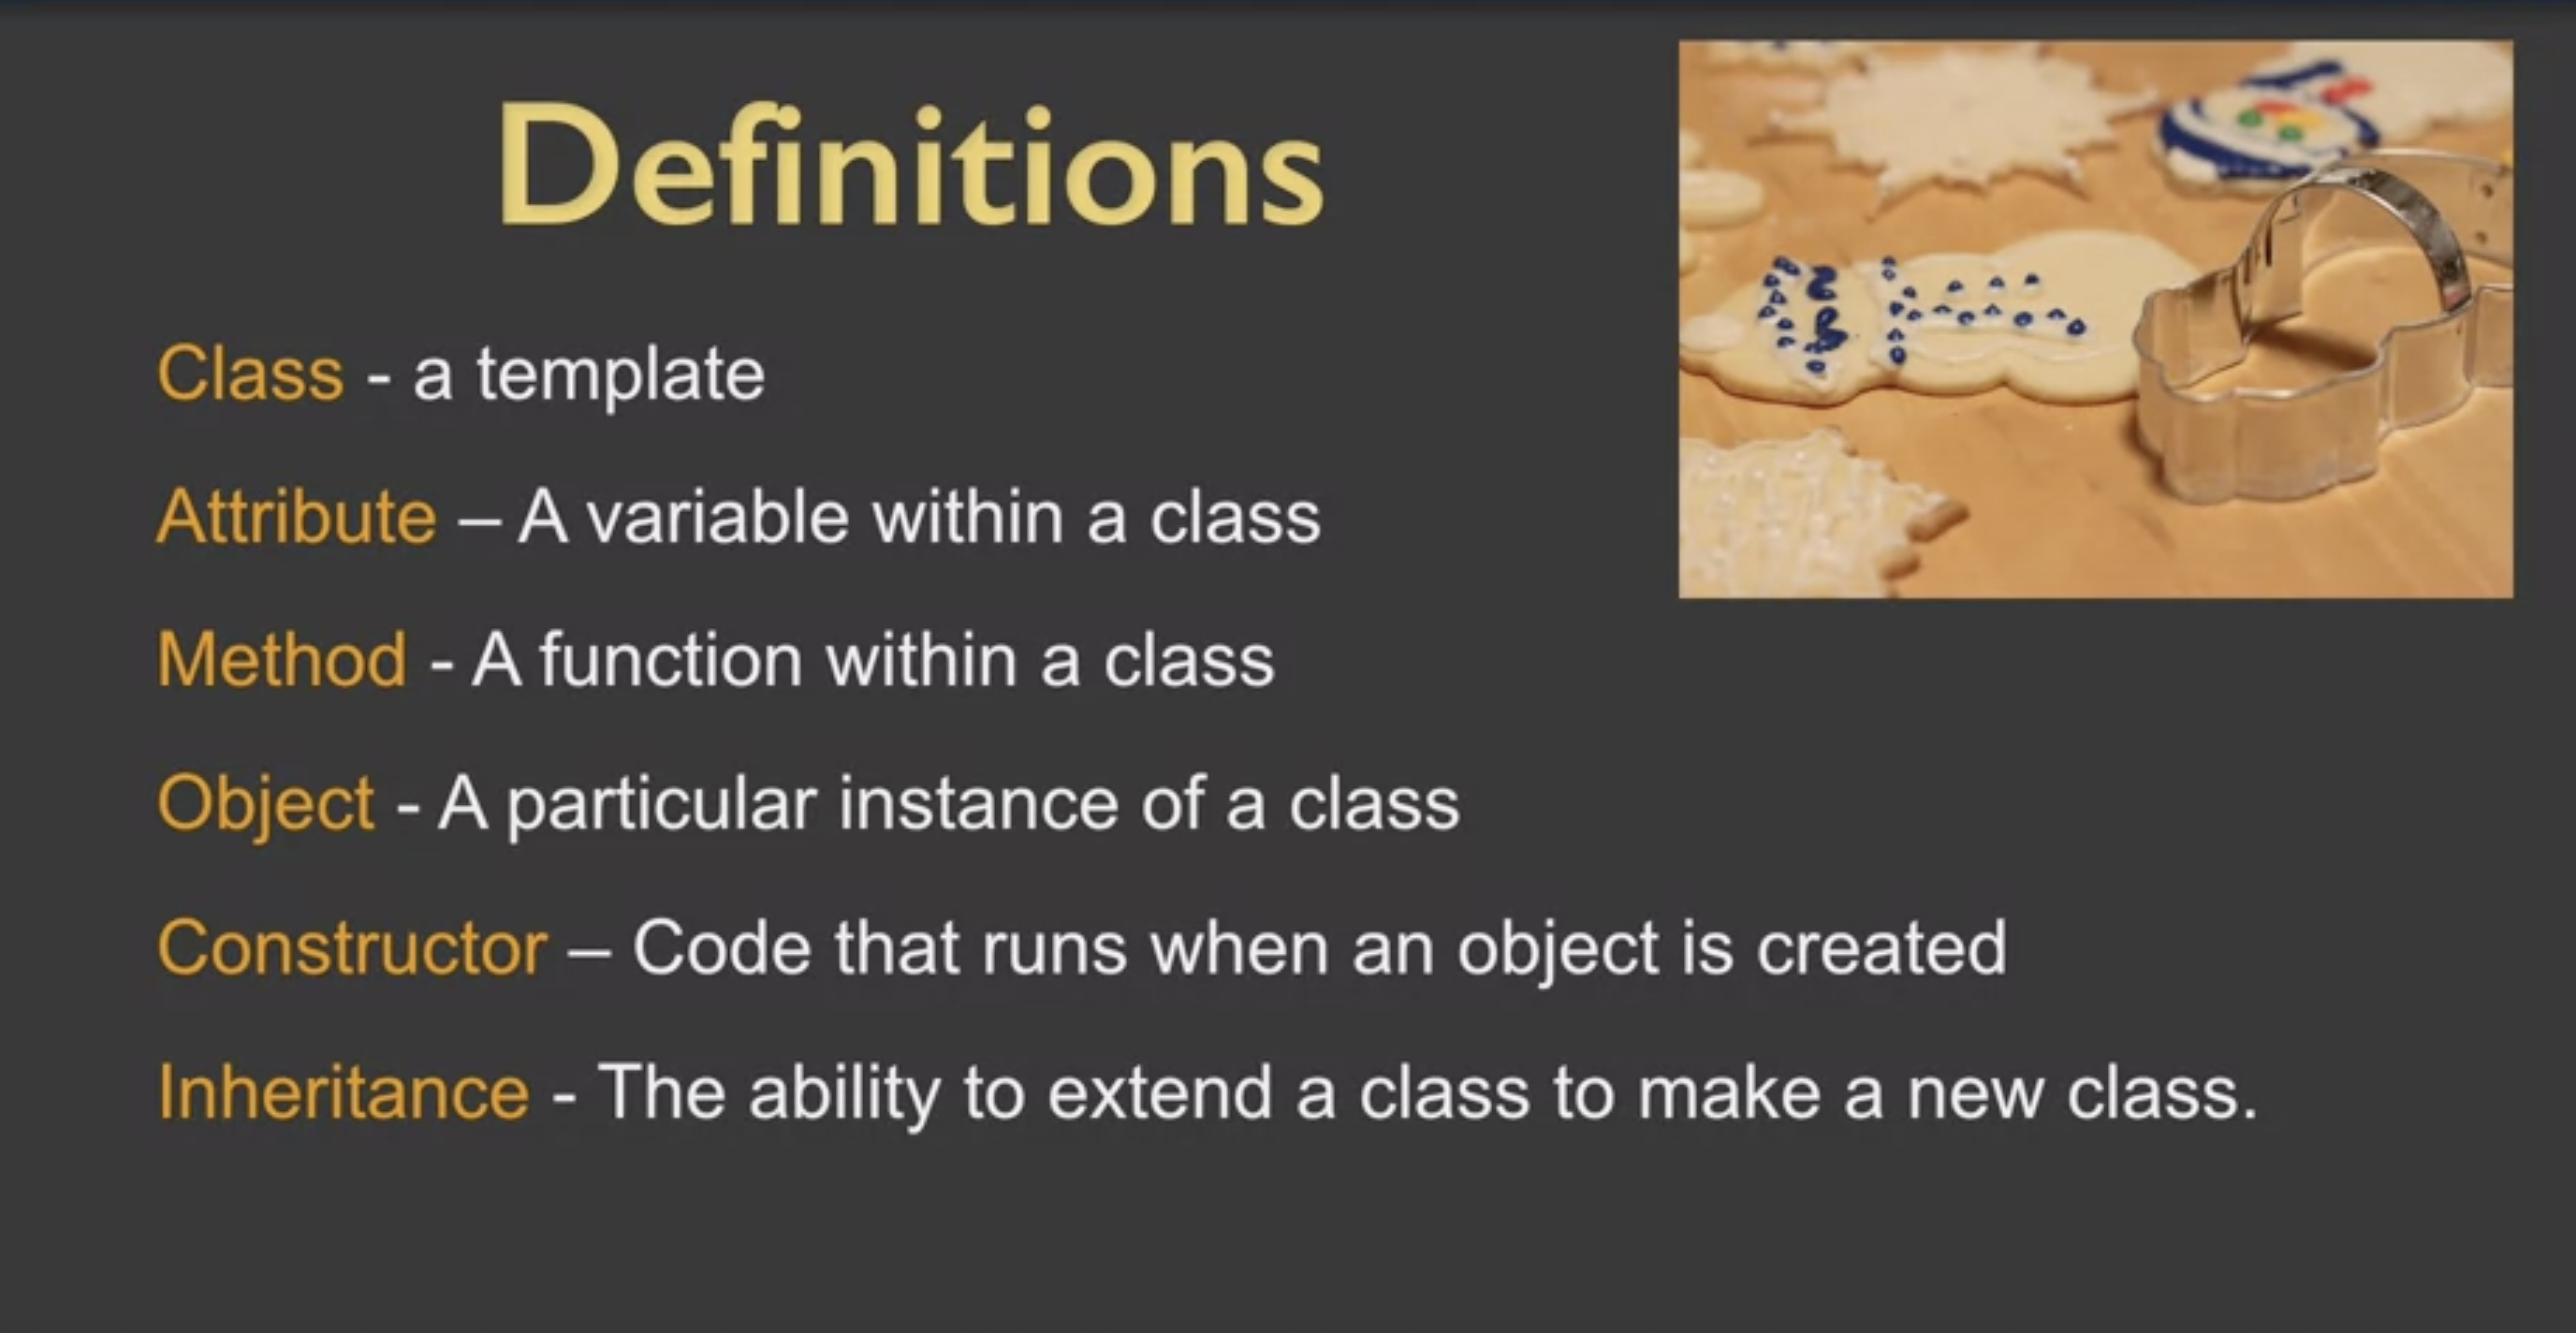 Definitions
Class - a template
Attribute – A variable within a class
Method - A function within a class
Object - A particular instance of a class
Constructor – Code that runs when an object is created
Inheritance - The ability to extend a class to make a new class.